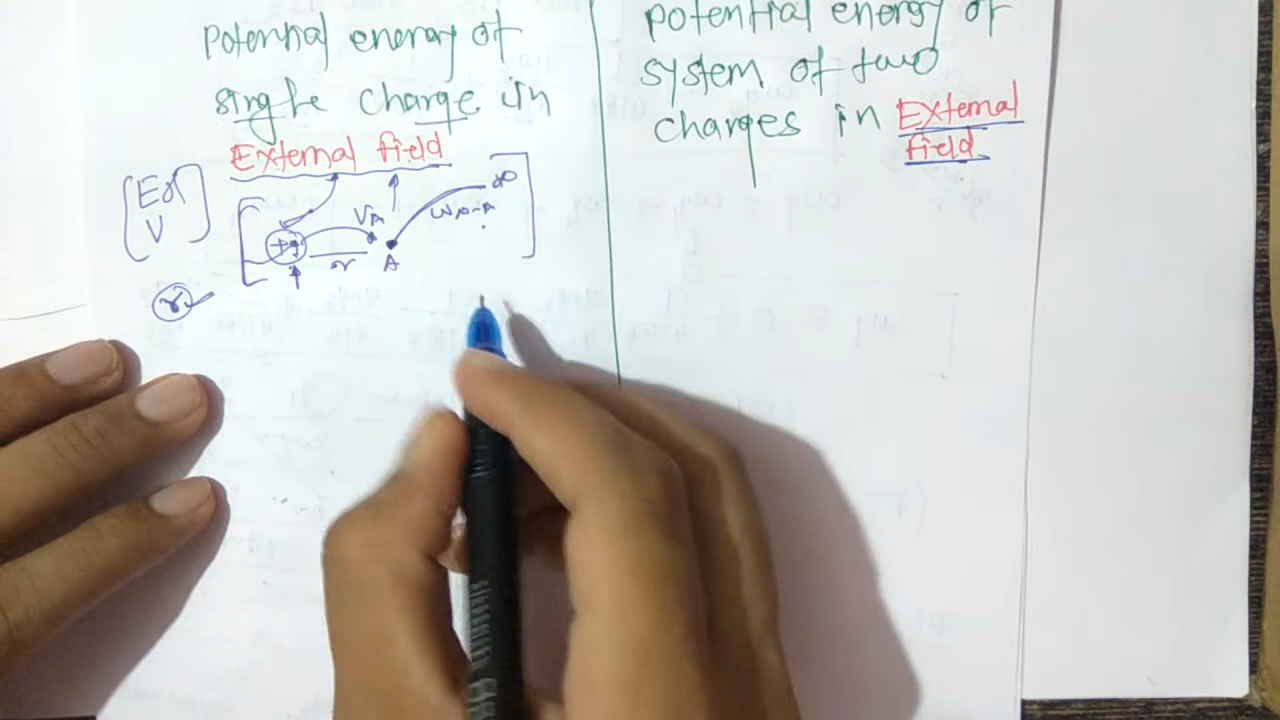 potential energy of
single charge in
External field
[E or
V]
+q
VA
r
A
W∞-A
∞
r
potential energy of
system of two
charges in External
field